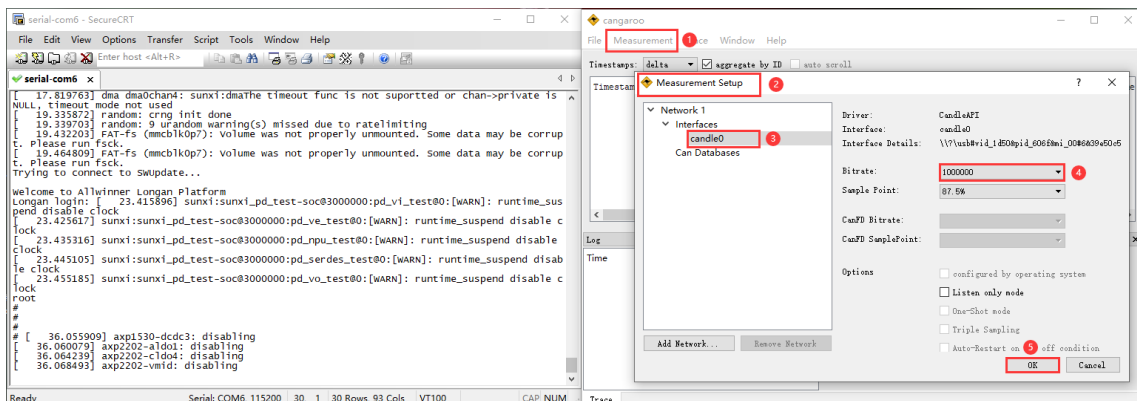 serial-com6 - SecureCRT
File Edit View Options Transfer Script Tools Window Help
Enter host <Alt+R>
serial-com6 x
[ 17.819763] dma dma0chan4: sunxi:dmaThe timeout func is not suportted or chan->private is
NULL, timeout mode not used
[ 19.335872] random: crng init done
[ 19.339703] random: 9 urandom warning(s) missed due to ratelimiting
[ 19.432203] FAT-fs (mmcblk0p7): Volume was not properly unmounted. Some data may be corrup
t. Please run fsck.
[ 19.464809] FAT-fs (mmcblk0p7): Volume was not properly unmounted. Some data may be corrup
t. Please run fsck.
Trying to connect to SWUpdate...
Welcome to Allwinner Longan Platform
Longan login: [ 23.415896] sunxi:sunxi_pd_test-soc@3000000:pd_vi_test@0:[WARN]: runtime_sus
pend disable clock
[ 23.425617] sunxi:sunxi_pd_test-soc@3000000:pd_ve_test@0:[WARN]: runtime_suspend disable c
lock
[ 23.435316] sunxi:sunxi_pd_test-soc@3000000:pd_npu_test@0:[WARN]: runtime_suspend disable
clock
[ 23.445105] sunxi:sunxi_pd_test-soc@3000000:pd_serdes_test@0:[WARN]: runtime_suspend disab
le clock
[ 23.455185] sunxi:sunxi_pd_test-soc@3000000:pd_vo_test@0:[WARN]: runtime_suspend disable c
lock
root
#
#
#
# [ 36.055909] axp1530-dcdc3: disabling
[ 36.060079] axp2202-aldo1: disabling
[ 36.064239] axp2202-cldo4: disabling
[ 36.068493] axp2202-vmid: disabling
Ready Serial: COM6, 115200 30, 1 30 Rows, 93 Cols VT100 CAP NUM
cangaroo
File Measurement 1 Window Help
Timestamps: delta aggregate by ID auto scroll
Measurement Setup 2 ?
Network 1
Interfaces
candle0 3
Can Databases
Driver: CandleAPI
Interface: candle0
Interface Details: \\?\usb#vid_1d50&pid_606f&mi_00#6&39e50c5
Bitrate: 1000000 4
Sample Point: 87.5%
CanFD Bitrate:
CanFD SamplePoint:
Options
configured by operating system
Listen only mode
One-Shot mode
Triple Sampling
Auto-Restart on 5 off condition
Add Network... Remove Network
OK Cancel
Log
Time
Trace